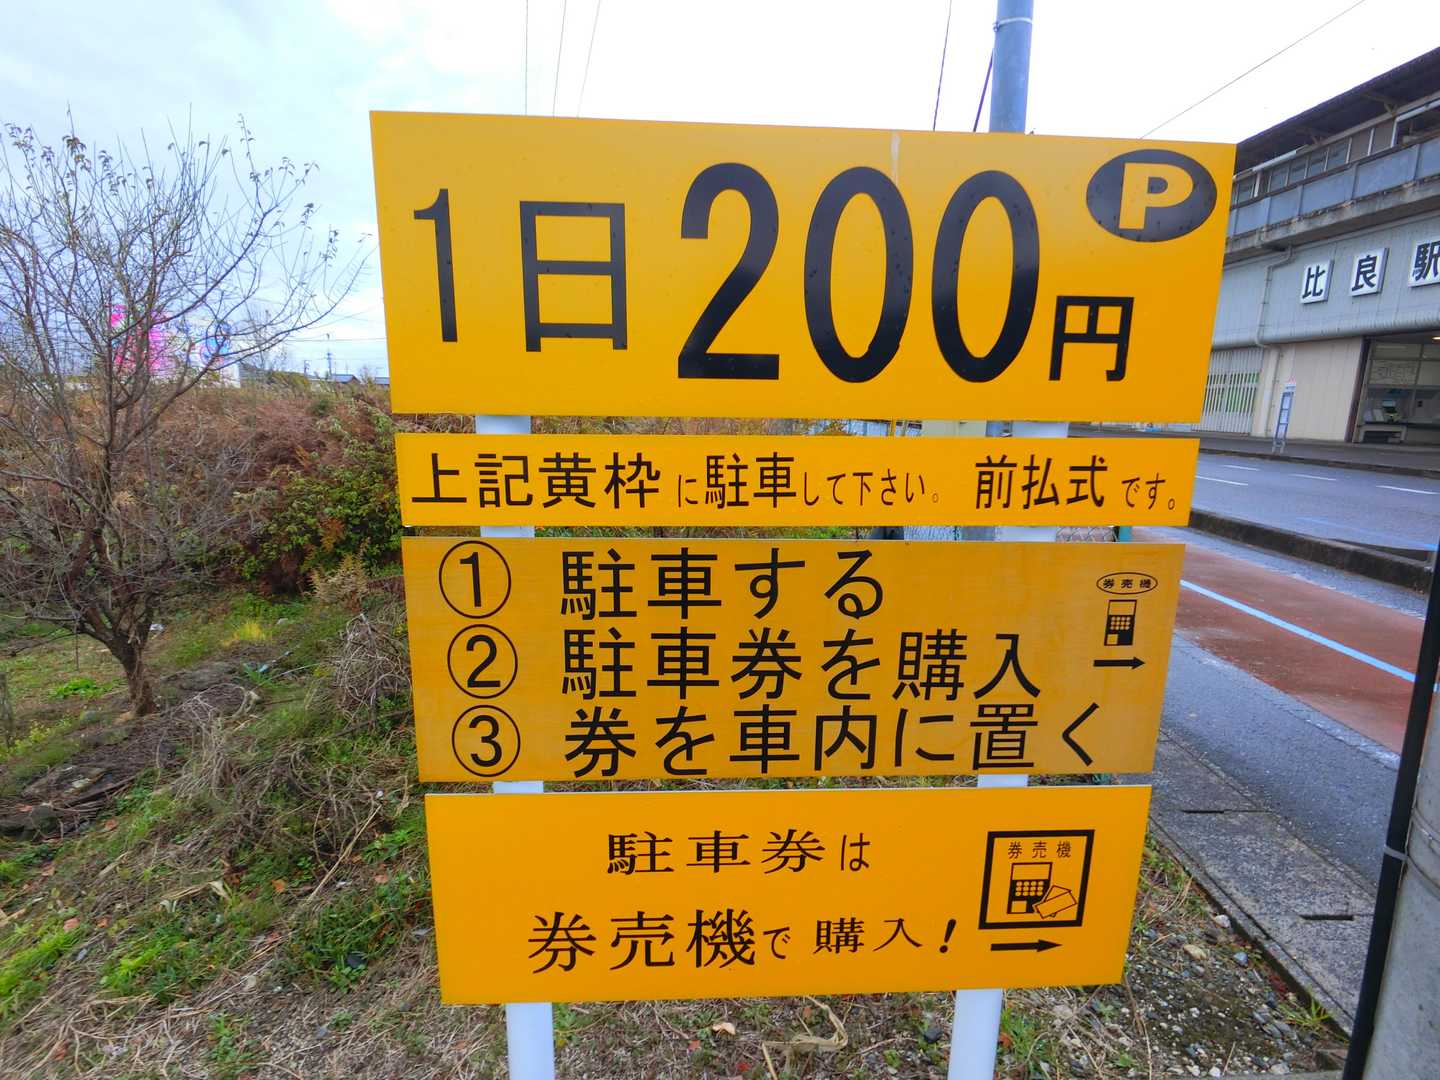 1日200円 P
上記黄枠に駐車して下さい。 前払式です。
① 駐車する
② 駐車券を購入
③ 券を車内に置く
券売機
駐車券は
券売機で購入!
券売機
比良駅